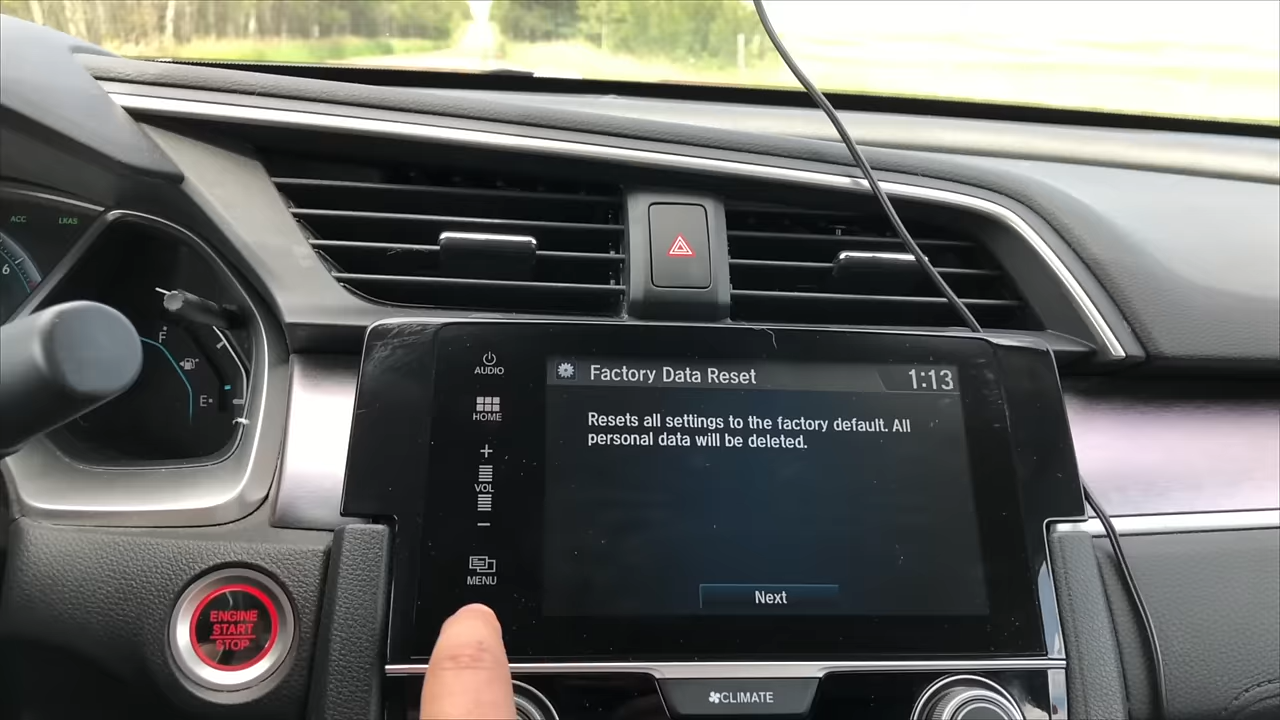 ACC LKAS
6
F
E
AUDIO
HOME
+
VOL
−
MENU
Factory Data Reset 1:13
Resets all settings to the factory default. All
personal data will be deleted.
Next
ENGINE
START
STOP
CLIMATE